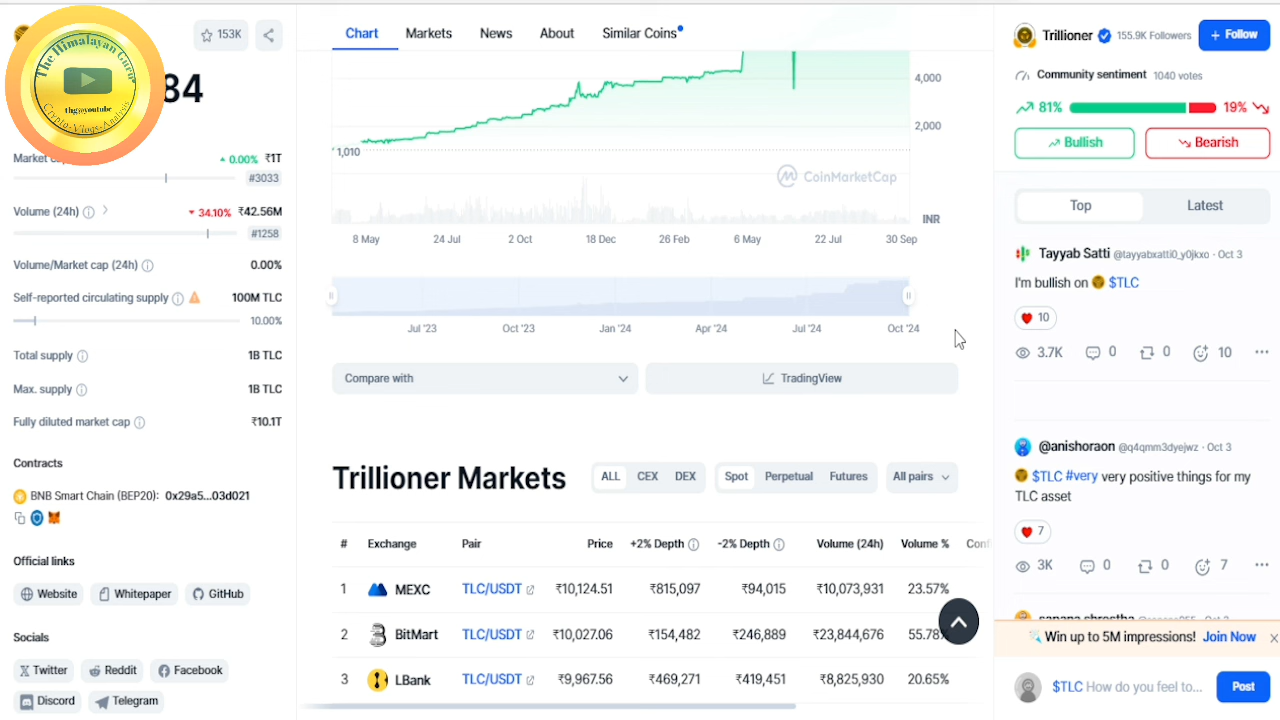 The Himalayan Guru
thg@youtube
Crypto-Vlogs-Analysis
153K
84
Market
0.00% ₹1T
#3033
Volume (24h)
34.10% ₹42.56M
#1258
Volume/Market cap (24h)
0.00%
Self-reported circulating supply
100M TLC
10.00%
Total supply
1B TLC
Max. supply
1B TLC
Fully diluted market cap
₹10.1T
Contracts
BNB Smart Chain (BEP20): 0x29a5...03d021
Official links
Website Whitepaper GitHub
Socials
Twitter Reddit Facebook
Discord Telegram
Chart Markets News About Similar Coins
4,000
2,000
1,010
CoinMarketCap
INR
8 May 24 Jul 2 Oct 18 Dec 26 Feb 6 May 22 Jul 30 Sep
Jul '23 Oct '23 Jan '24 Apr '24 Jul '24 Oct '24
Compare with TradingView
Trillioner Markets ALL CEX DEX Spot Perpetual Futures All pairs
# Exchange Pair Price +2% Depth -2% Depth Volume (24h) Volume % Conf
1 MEXC TLC/USDT ₹10,124.51 ₹815,097 ₹94,015 ₹10,073,931 23.57%
2 BitMart TLC/USDT ₹10,027.06 ₹154,482 ₹246,889 ₹23,844,676 55.78%
3 LBank TLC/USDT ₹9,967.56 ₹469,271 ₹419,451 ₹8,825,930 20.65%
Trillioner 155.9K Followers + Follow
Community sentiment 1040 votes
81% 19%
Bullish Bearish
Top Latest
Tayyab Satti @tayyabxatti0_y0jkxo · Oct 3
I'm bullish on $TLC
10
3.7K 0 0 10 ...
@anishoraon @q4qmm3dyejwz · Oct 3
$TLC #very very positive things for my
TLC asset
7
3K 0 0 7 ...
Win up to 5M impressions! Join Now X
$TLC How do you feel to... Post